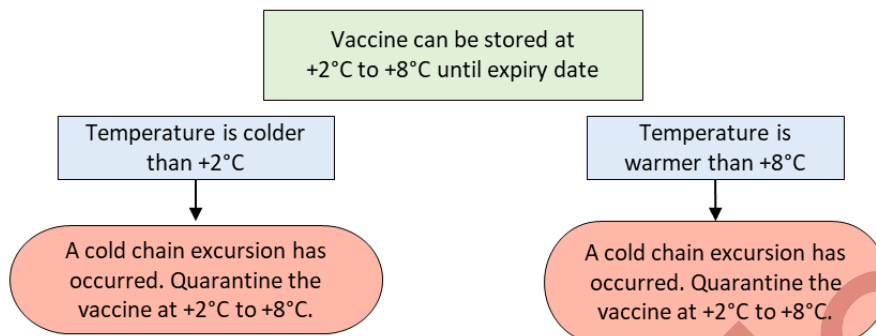 Vaccine can be stored at
+2°C to +8°C until expiry date
Temperature is colder
than +2°C
Temperature is
warmer than +8°C
A cold chain excursion has
occurred. Quarantine the
vaccine at +2°C to +8°C.
A cold chain excursion has
occurred. Quarantine the
vaccine at +2°C to +8°C.